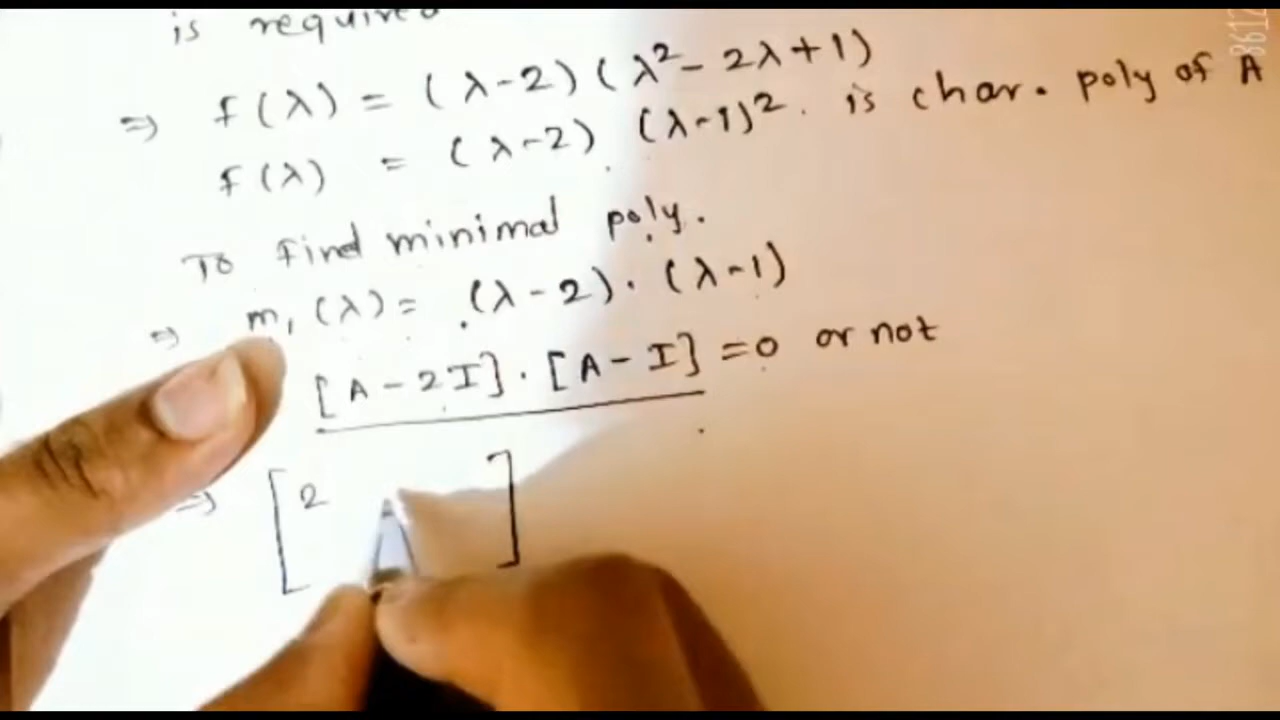 is required
⇒ f(λ) = (λ-2)(λ²- 2λ+1)
f(λ) = (λ-2) (λ-1)². is char. poly of A
To find minimal poly.
⇒ m₁(λ)= (λ-2).(λ-1)
[A-2I].[A-I]=0 or not
⇒ [2 ]